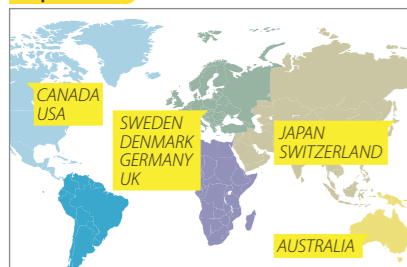 CANADA
USA
SWEDEN
DENMARK
GERMANY
UK
JAPAN
SWITZERLAND
AUSTRALIA